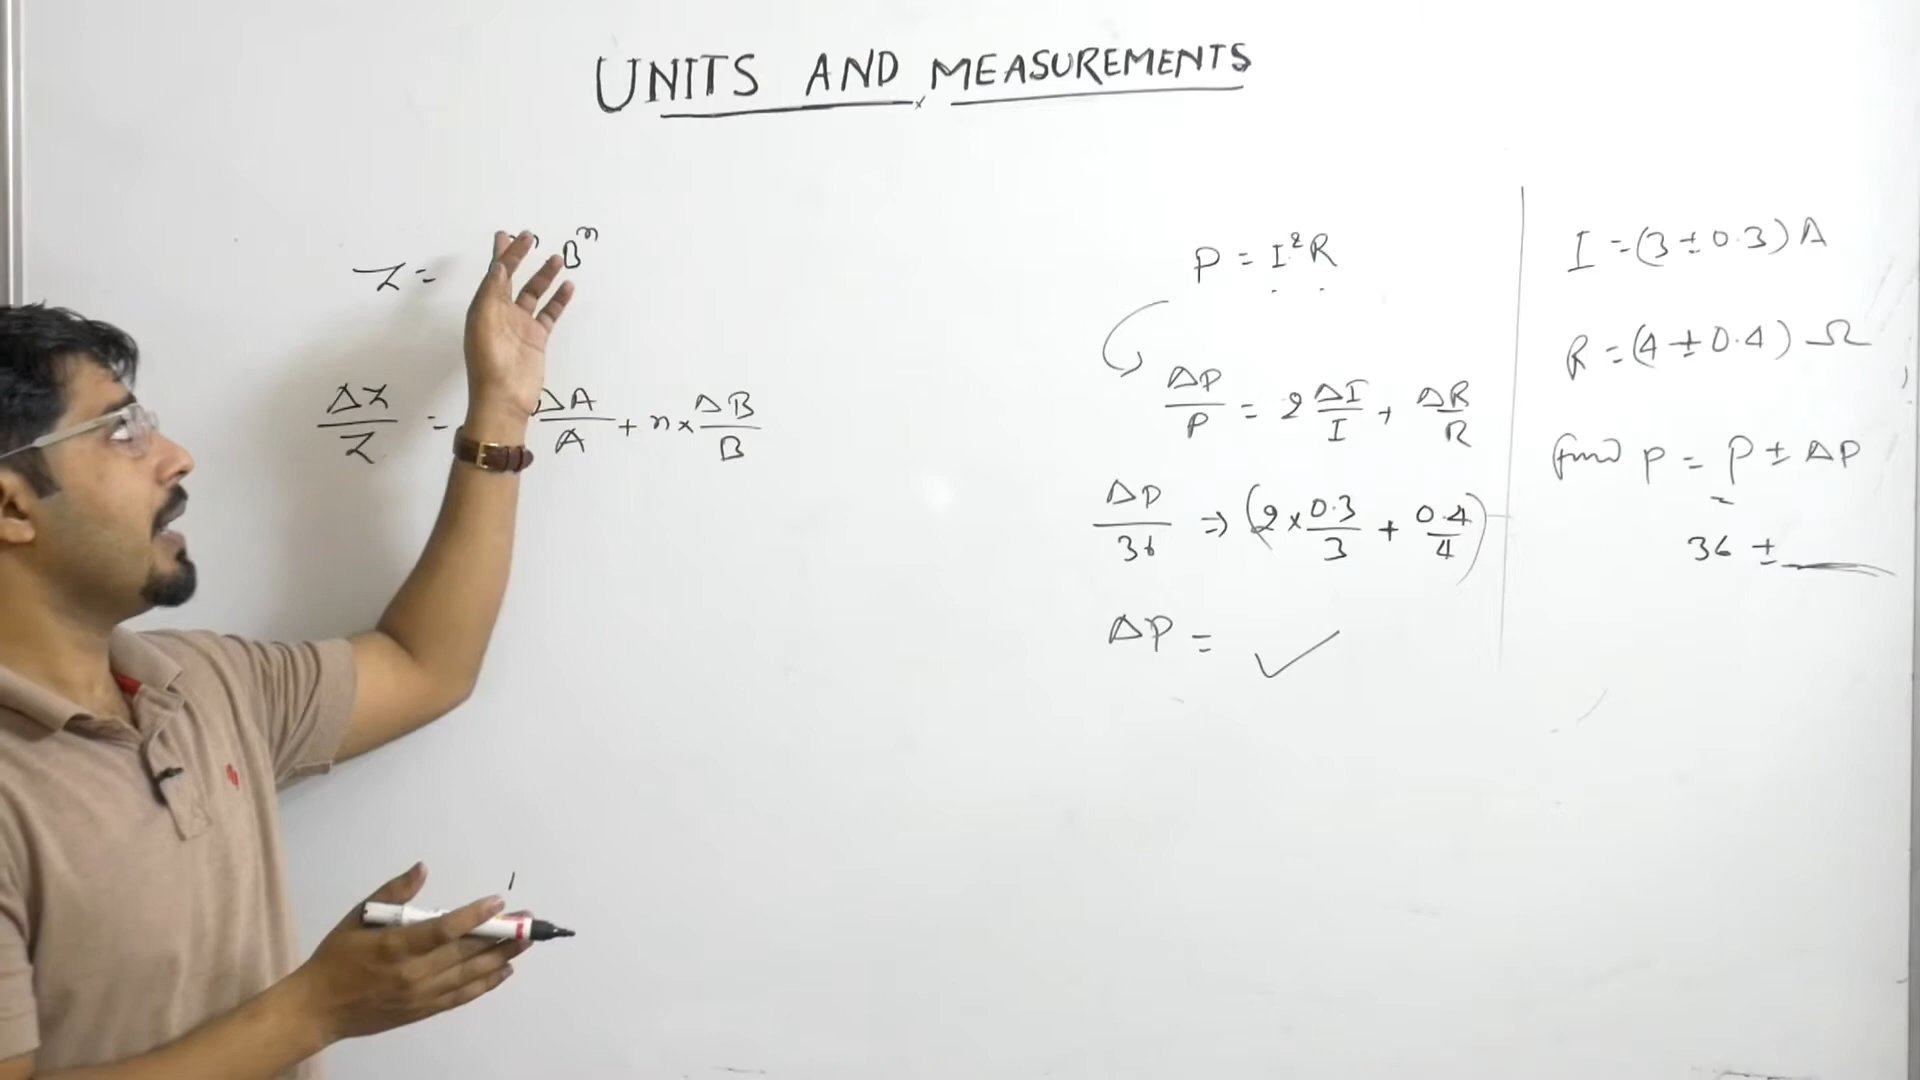 UNITS AND MEASUREMENTS
Z = B^n
ΔZ/Z = ΔA/A + n × ΔB/B
P = I²R
ΔP/P = 2 ΔI/I + ΔR/R
ΔP/36 ⇒ (2 × 0.3/3 + 0.4/4)
ΔP = ✓
I = (3 ± 0.3) A
R = (4 ± 0.4) Ω
find P = P ± ΔP
36 ±